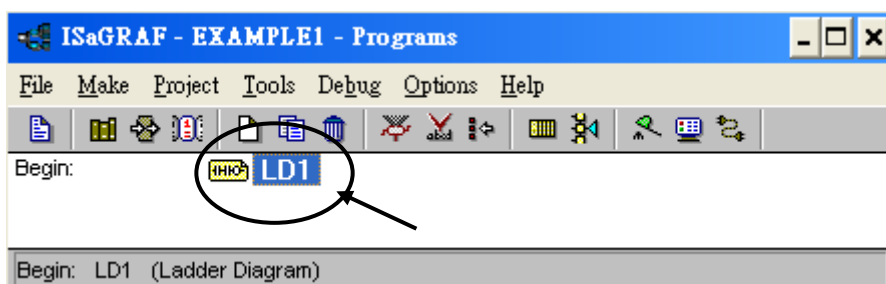 ISaGRAF - EXAMPLE1 - Programs
File Make Project Tools Debug Options Help
Begin: LD1
Begin: LD1 (Ladder Diagram)